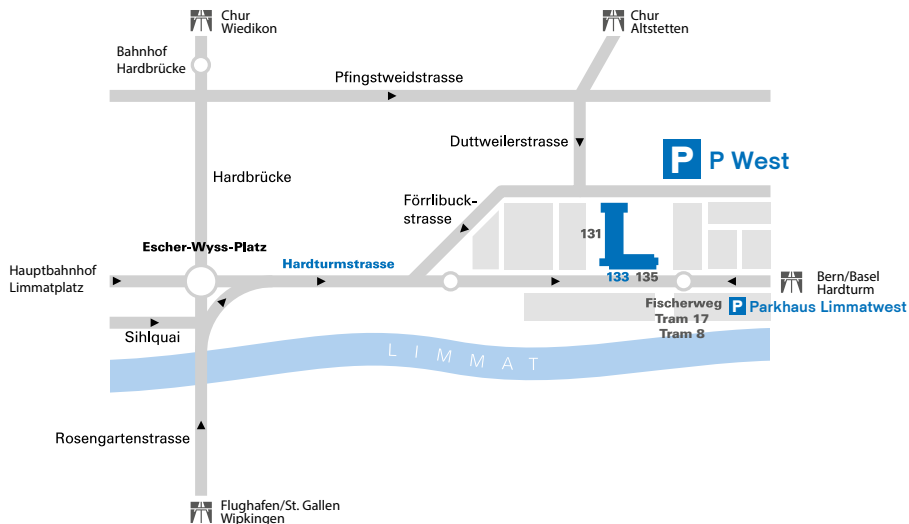 Chur
Wiedikon
Chur
Altstetten
Bahnhof
Hardbrücke
Pfingstweidstrasse
Duttweilerstrasse
P
P West
Hardbrücke
Förrlibuck-
strasse
131
Escher-Wyss-Platz
Hauptbahnhof
Limmatplatz
Hardturmstrasse
133
135
Bern/Basel
Hardturm
Fischerweg
Tram 17
Tram 8
P
Parkhaus Limmatwest
Sihlquai
LIMMAT
Rosengartenstrasse
Flughafen/St. Gallen
Wipkingen